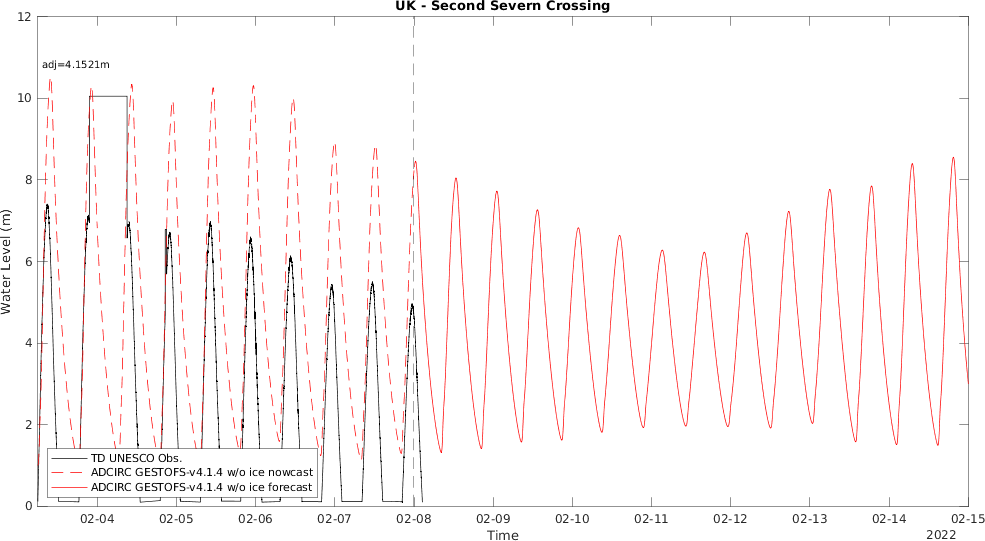 UK - Second Severn Crossing
12
10
8
6
4
2
0
Water Level (m)
adj=4.1521m
TD UNESCO Obs.
ADCIRC GESTOFS-v4.1.4 w/o ice nowcast
ADCIRC GESTOFS-v4.1.4 w/o ice forecast
02-04 02-05 02-06 02-07 02-08 02-09 02-10 02-11 02-12 02-13 02-14 02-15
Time
2022